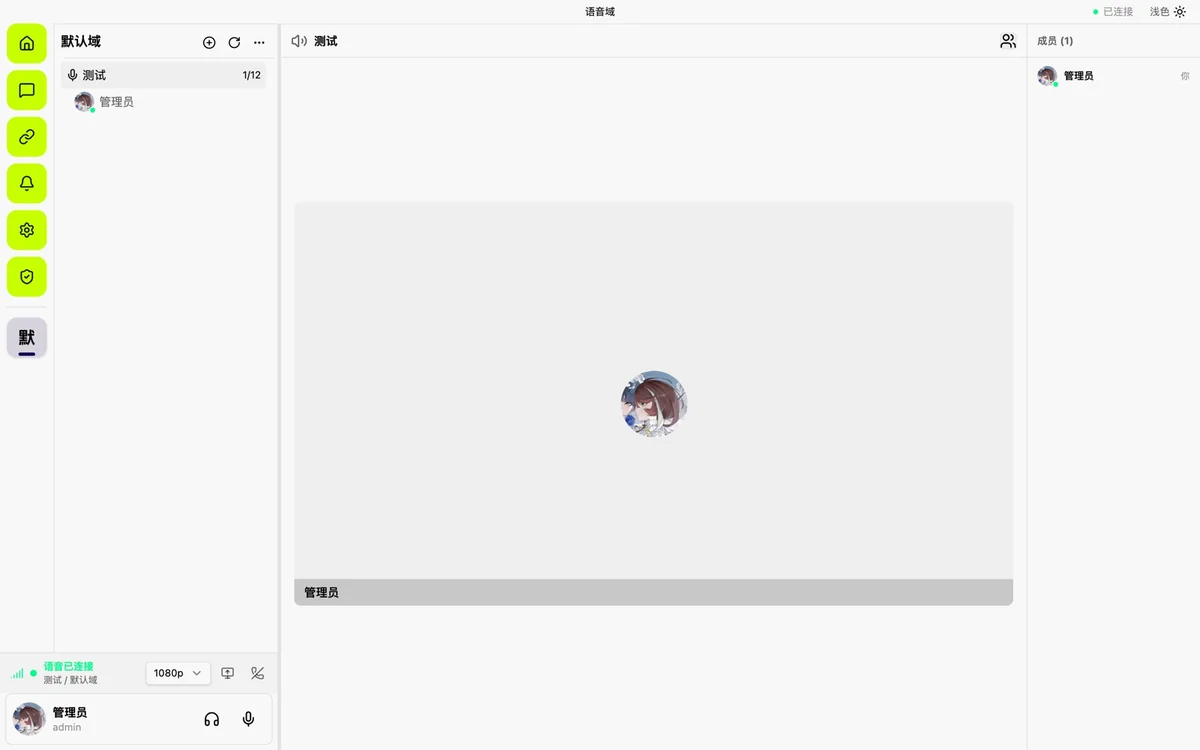 语音域
已连接
浅色
默认域
测试
1/12
管理员
默
测试
管理员
成员 (1)
管理员
你
语音已连接
测试 / 默认域
1080p
管理员
admin